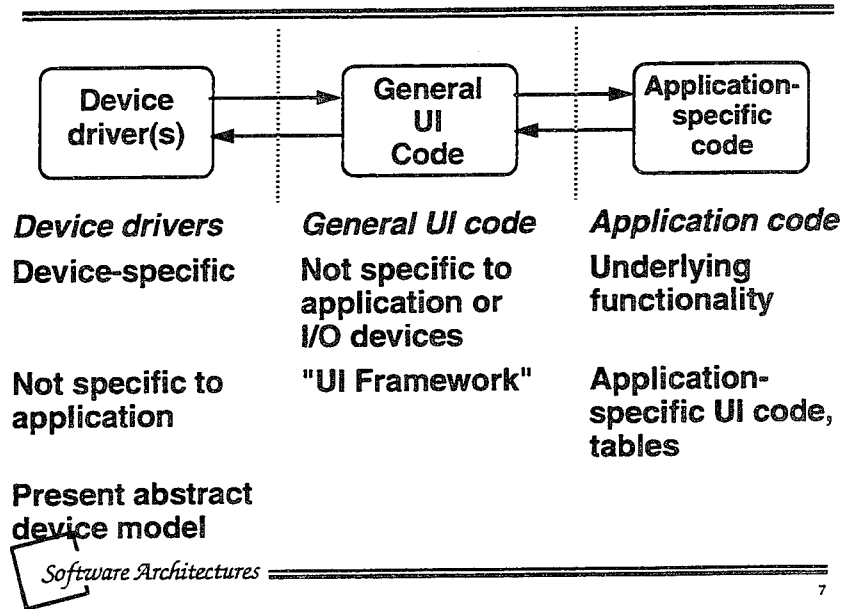 Device
driver(s)
General
UI
Code
Application-
specific
code
Device drivers
Device-specific
Not specific to
application
Present abstract
device model
General UI code
Not specific to
application or
I/O devices
"UI Framework"
Application code
Underlying
functionality
Application-
specific UI code,
tables
Software Architectures
7